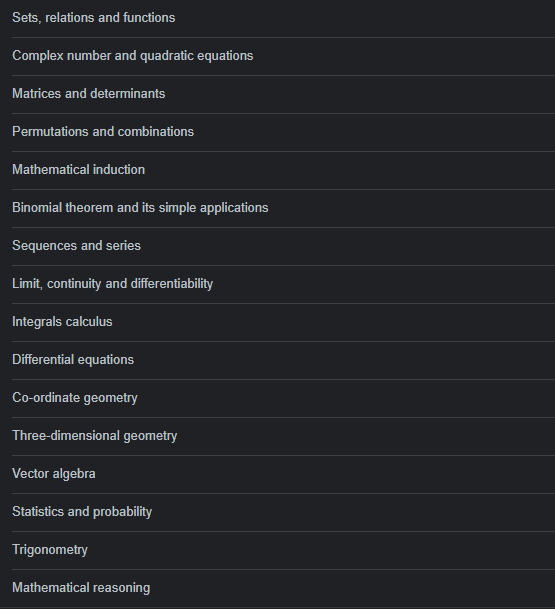 Sets, relations and functions
Complex number and quadratic equations
Matrices and determinants
Permutations and combinations
Mathematical induction
Binomial theorem and its simple applications
Sequences and series
Limit, continuity and differentiability
Integrals calculus
Differential equations
Co-ordinate geometry
Three-dimensional geometry
Vector algebra
Statistics and probability
Trigonometry
Mathematical reasoning